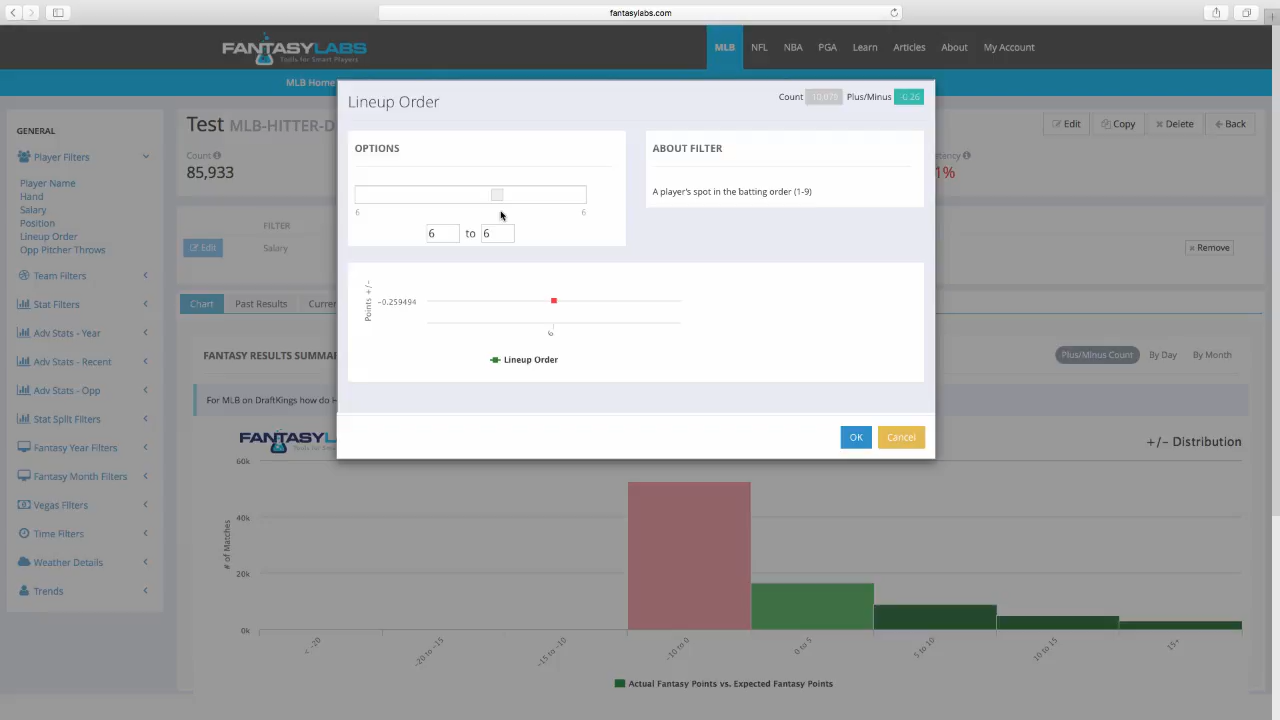 fantasylabs.com
FANTASYLABS
Tools for Smart Players
MLB NFL NBA PGA Learn Articles About My Account
MLB Home
GENERAL
Player Filters
Player Name
Hand
Salary
Position
Lineup Order
Opp Pitcher Throws
Team Filters
Stat Filters
Adv Stats - Year
Adv Stats - Recent
Adv Stats - Opp
Stat Split Filters
Fantasy Year Filters
Fantasy Month Filters
Vegas Filters
Time Filters
Weather Details
Trends
Test MLB-HITTER-D
Edit Copy Delete Back
Count
85,933
1%
FILTER
Edit Salary Remove
Chart Past Results
FANTASY RESULTS
Plus/Minus Count By Day By Month
For MLB on DraftKings how do
Lineup Order
Count Plus/Minus -0.26
OPTIONS
6 6
6 to 6
ABOUT FILTER
A player's spot in the batting order (1-9)
Points +/-
-0.259494
6
Lineup Order
OK Cancel
+/- Distribution
# of Matches
60k
40k
20k
0k
< -20
-20 to -15
-15 to -10
-10 to 0
0 to 5
5 to 10
10 to 15
15+
Actual Fantasy Points vs. Expected Fantasy Points